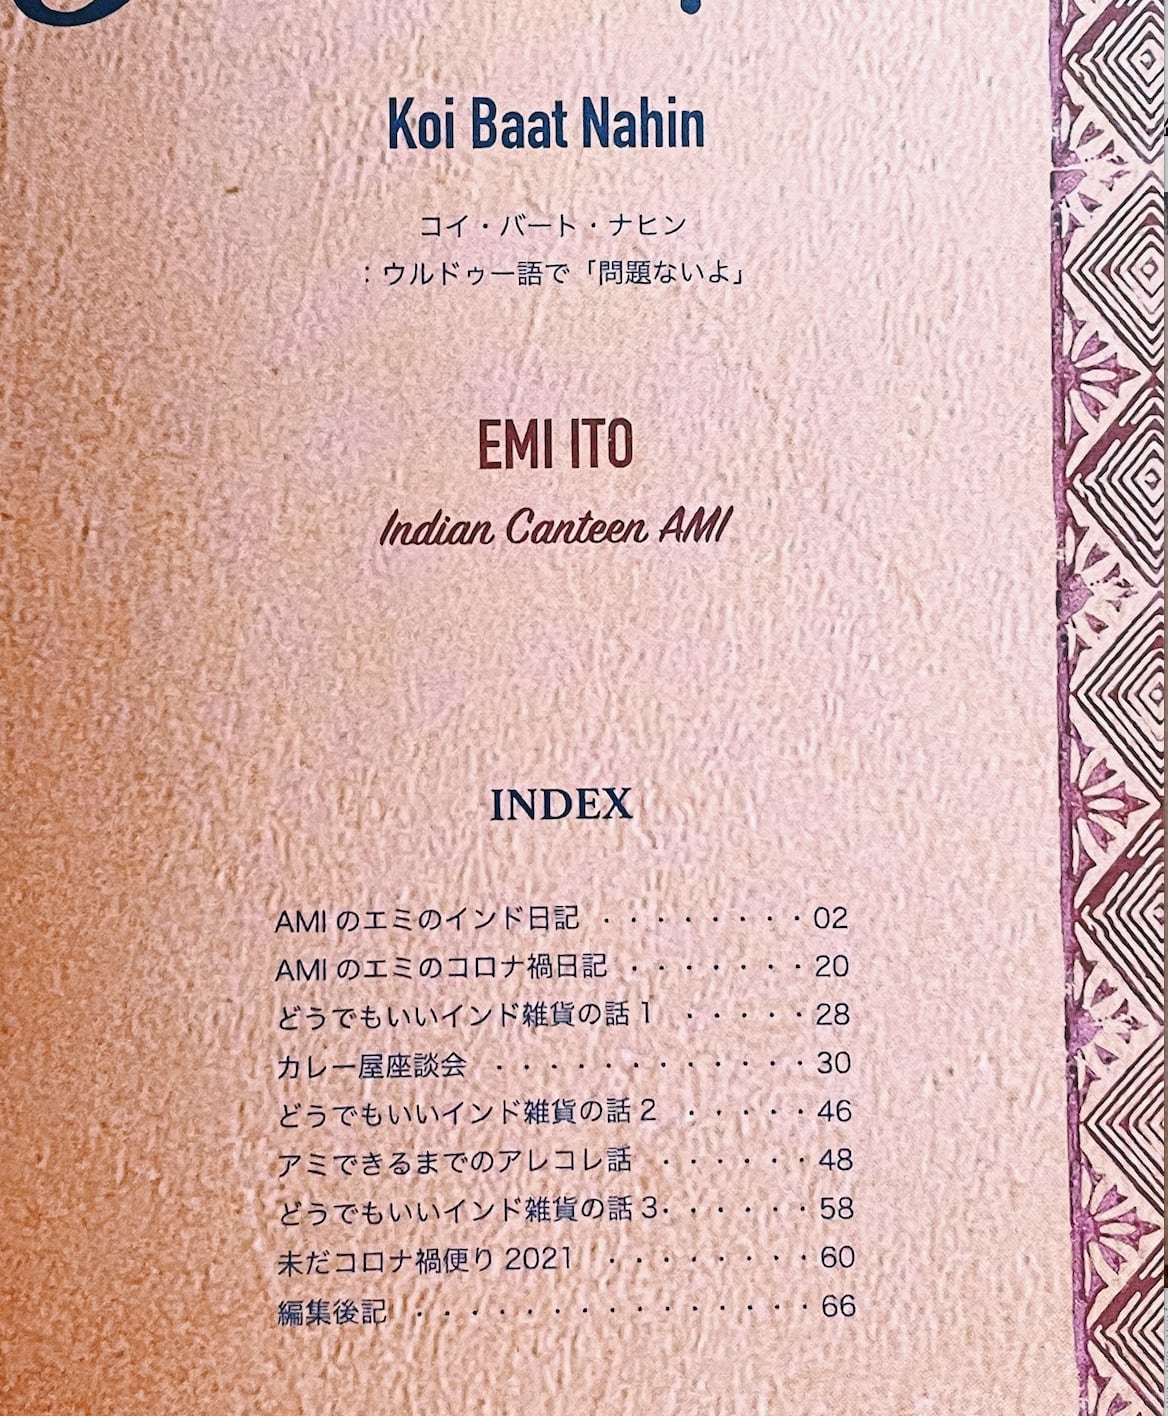 Koi Baat Nahin
コイ・バート・ナヒン
：ウルドゥー語で「問題ないよ」
EMI ITO
Indian Canteen AMI
INDEX
AMI のエミのインド日記 ········ 02
AMI のエミのコロナ禍日記 ······· 20
どうでもいいインド雑貨の話 1 ····· 28
カレー屋座談会 ············ 30
どうでもいいインド雑貨の話 2 ····· 46
アミできるまでのアレコレ話 ······ 48
どうでもいいインド雑貨の話 3······ 58
未だコロナ禍便り 2021 ········ 60
編集後記 ··············· 66